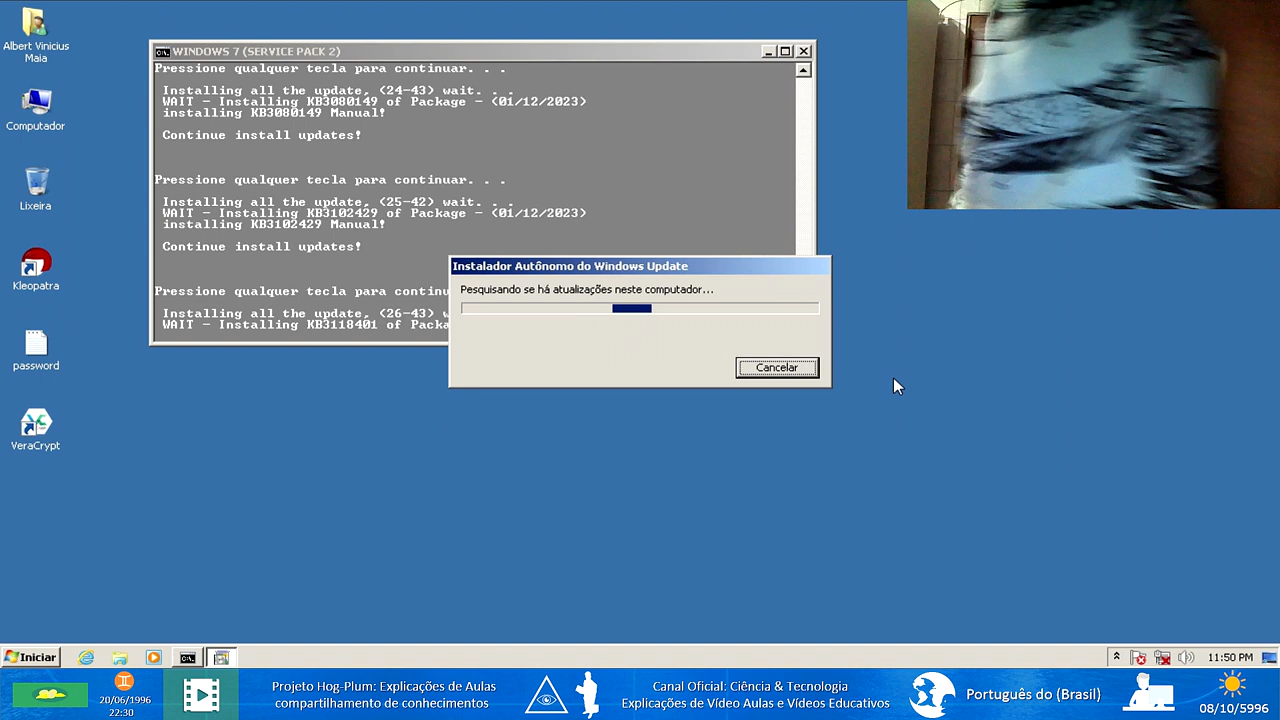 Albert Vinicius
Maia
Computador
Lixeira
Kleopatra
password
VeraCrypt
WINDOWS 7 (SERVICE PACK 2)
Pressione qualquer tecla para continuar. . .
Installing all the update, (24-43) wait. . .
WAIT - Installing KB3080149 of Package - (01/12/2023)
installing KB3080149 Manual!
Continue install updates!
Pressione qualquer tecla para continuar. . .
Installing all the update, (25-42) wait. . .
WAIT - Installing KB3102429 of Package - (01/12/2023)
installing KB3102429 Manual!
Continue install updates!
Pressione qualquer tecla para continu
Installing all the update, (26-43) w
WAIT - Installing KB3118401 of Packa
Instalador Autônomo do Windows Update
Pesquisando se há atualizações neste computador...
Cancelar
Iniciar
11:50 PM
20/06/1996
22:30
Projeto Hog-Plum: Explicações de Aulas
compartilhamento de conhecimentos
Canal Oficial: Ciência & Tecnologia
Explicações de Vídeo Aulas e Vídeos Educativos
Português do (Brasil)
08/10/5996